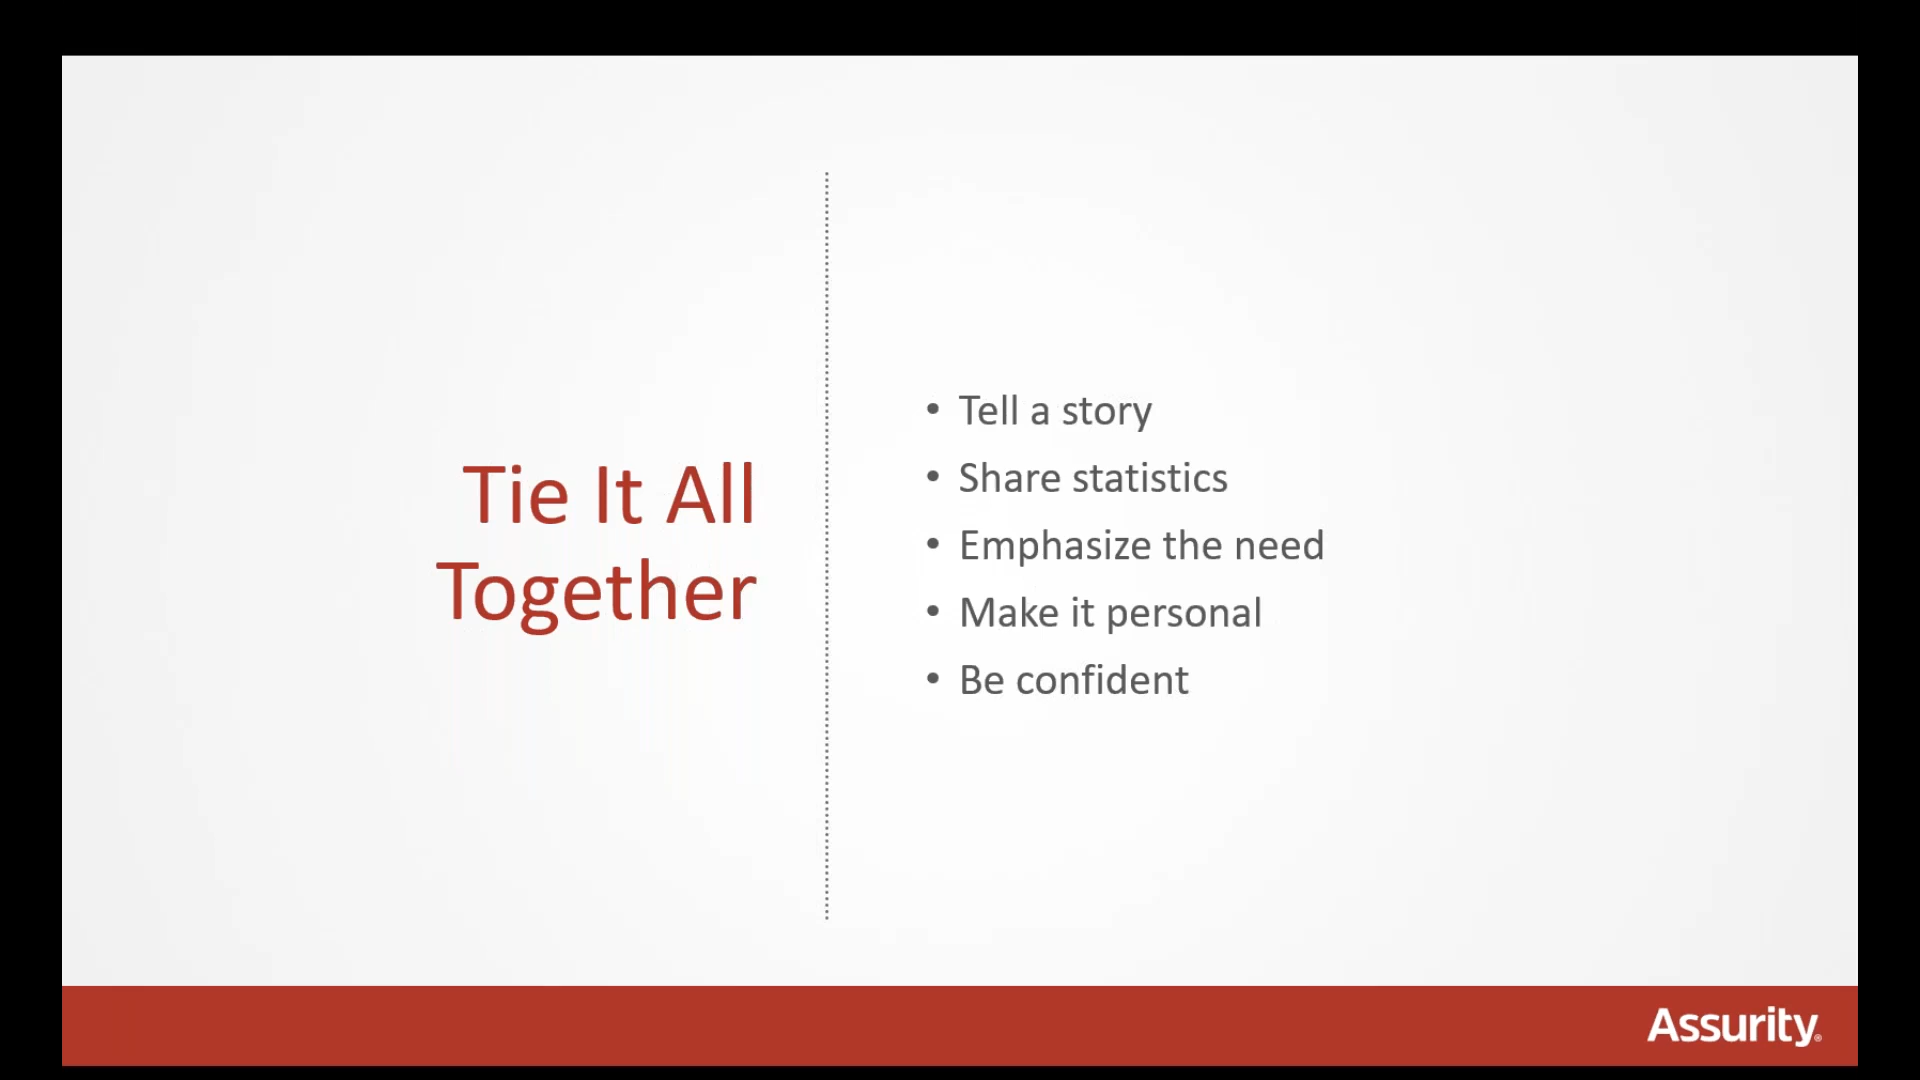 Tie It All
Together
• Tell a story
• Share statistics
• Emphasize the need
• Make it personal
• Be confident
Assurity®